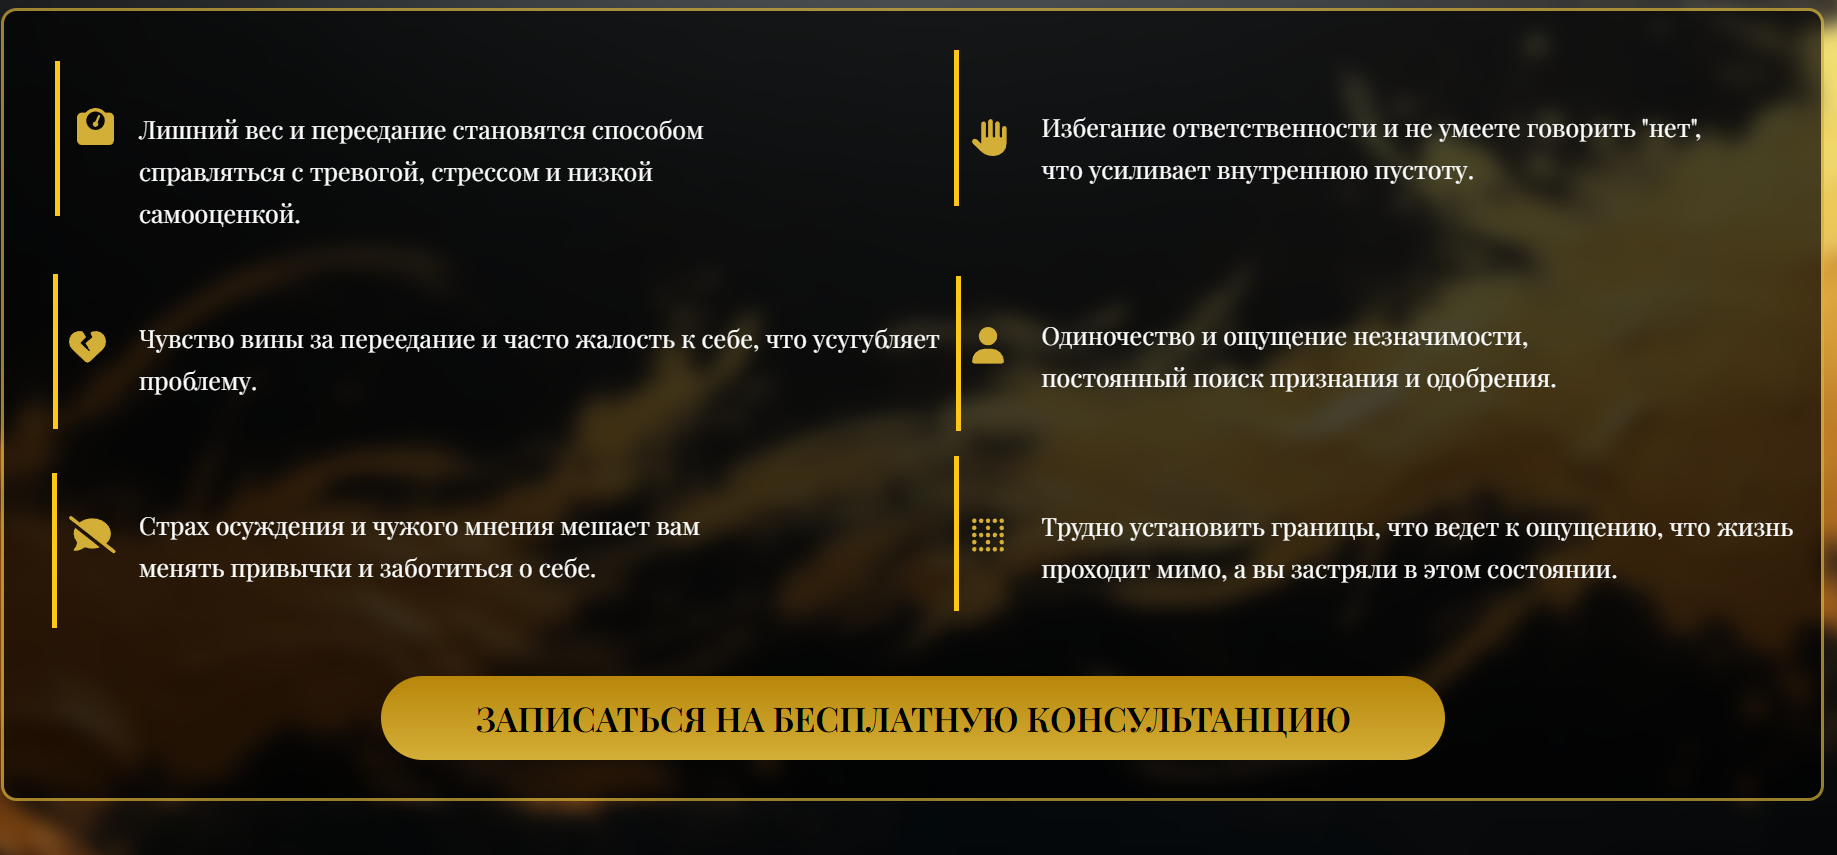 Лишний вес и переедание становятся способом
справляться с тревогой, стрессом и низкой
самооценкой.
Избегание ответственности и не умеете говорить "нет",
что усиливает внутреннюю пустоту.
Чувство вины за переедание и часто жалость к себе, что усугубляет
проблему.
Одиночество и ощущение незначимости,
постоянный поиск признания и одобрения.
Страх осуждения и чужого мнения мешает вам
менять привычки и заботиться о себе.
Трудно установить границы, что ведет к ощущению, что жизнь
проходит мимо, а вы застряли в этом состоянии.
ЗАПИСАТЬСЯ НА БЕСПЛАТНУЮ КОНСУЛЬТАНЦИЮ